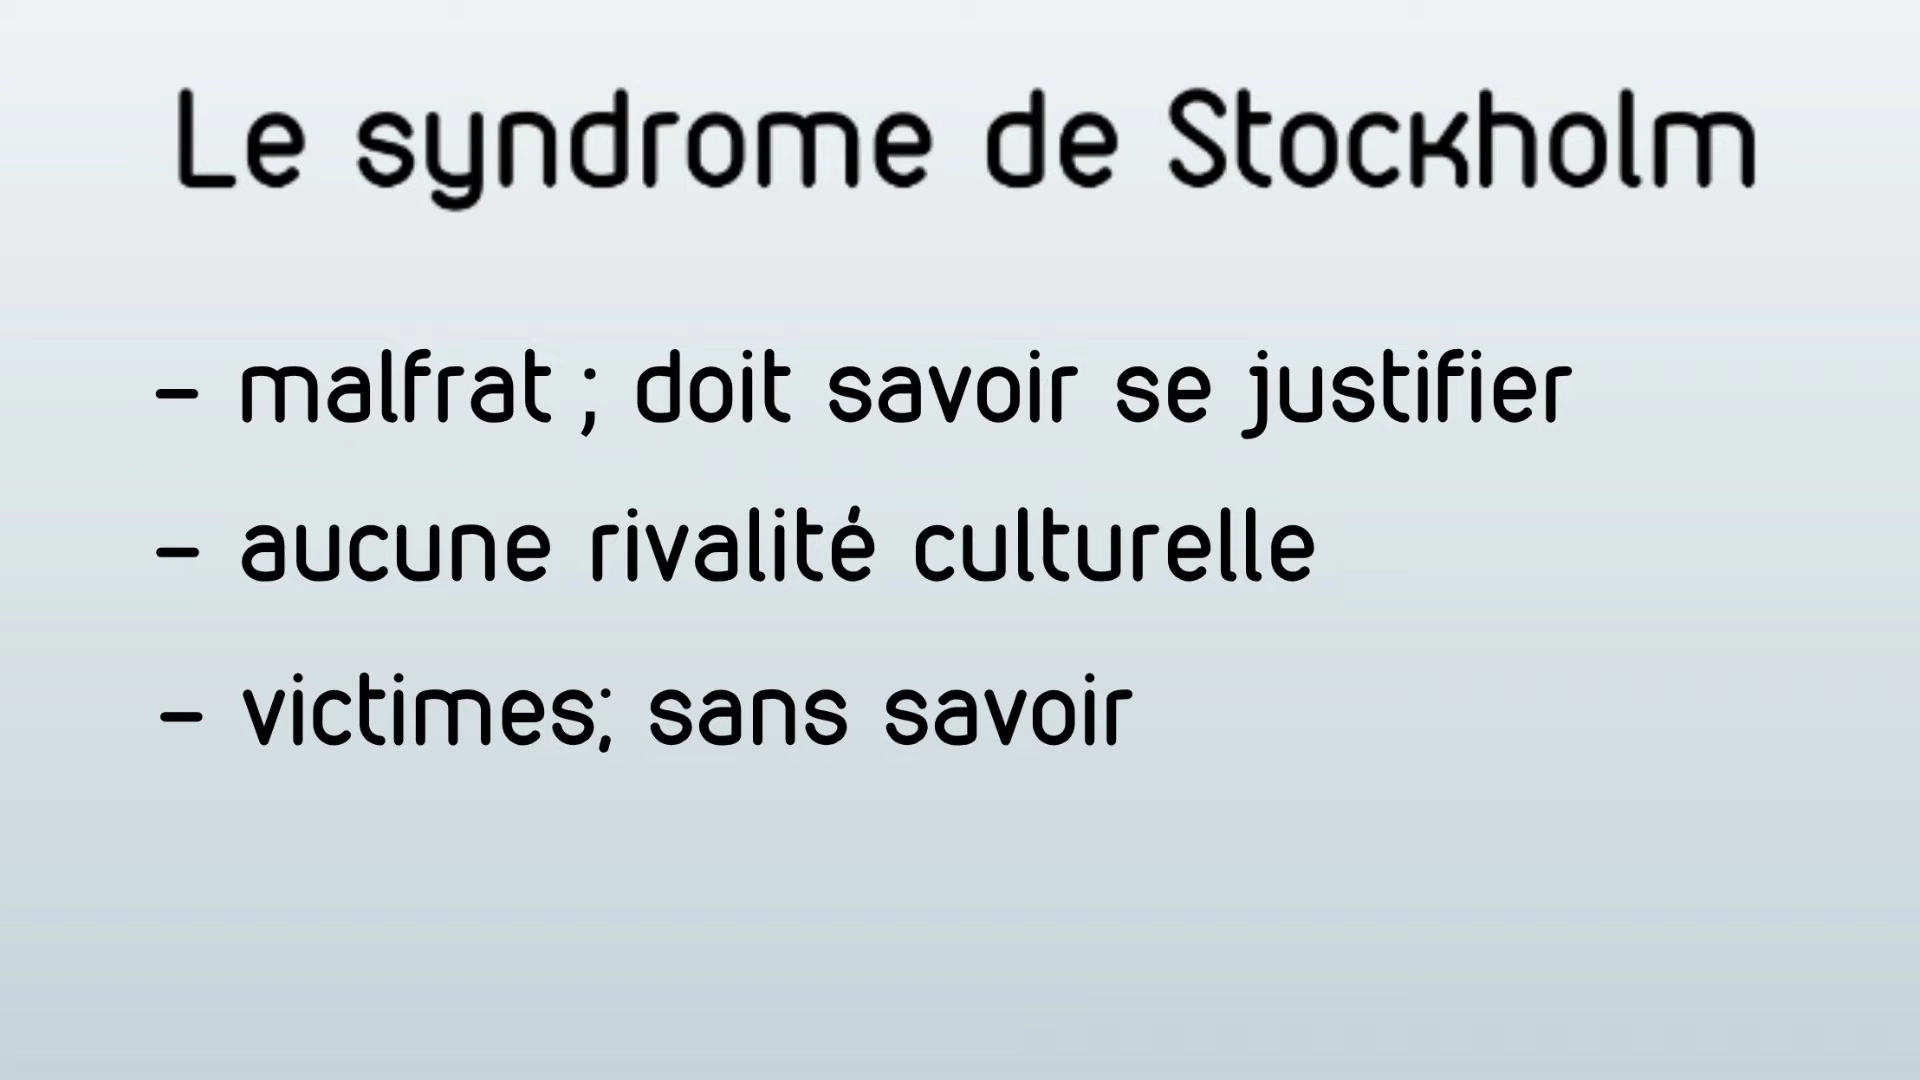 Le syndrome de Stockholm
- malfrat ; doit savoir se justifier
- aucune rivalité culturelle
- victimes; sans savoir